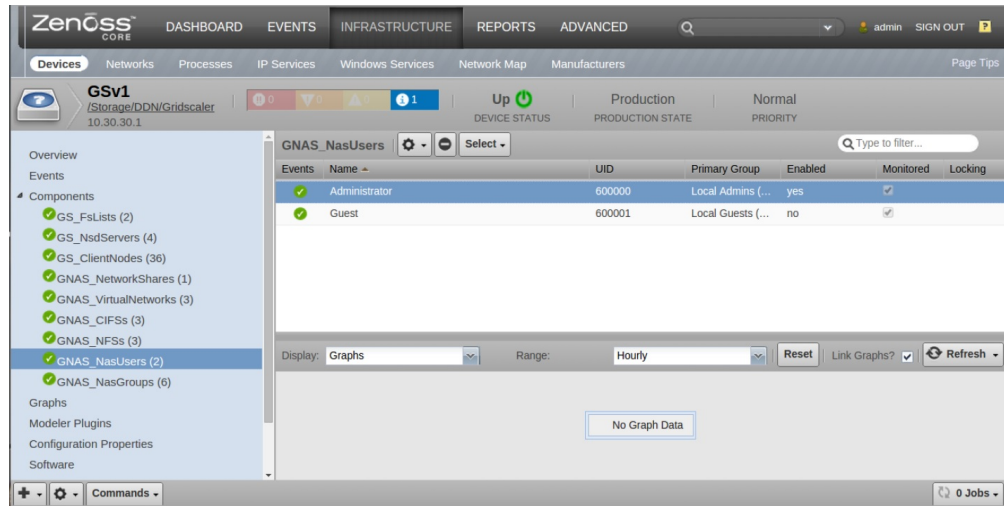 Zenoss CORE DASHBOARD EVENTS INFRASTRUCTURE REPORTS ADVANCED admin SIGN OUT ?
Devices Networks Processes IP Services Windows Services Network Map Manufacturers Page Tips
GSv1
/Storage/DDN/Gridscaler
10.30.30.1
0 0 0 1
Up
DEVICE STATUS
Production
PRODUCTION STATE
Normal
PRIORITY
Overview
Events
Components
GS_FsLists (2)
GS_NsdServers (4)
GS_ClientNodes (36)
GNAS_NetworkShares (1)
GNAS_VirtualNetworks (3)
GNAS_CIFSs (3)
GNAS_NFSs (3)
GNAS_NasUsers (2)
GNAS_NasGroups (6)
Graphs
Modeler Plugins
Configuration Properties
Software
GNAS_NasUsers Select Type to filter...
Events Name UID Primary Group Enabled Monitored Locking
Administrator 600000 Local Admins (... yes
Guest 600001 Local Guests (... no
Display: Graphs Range: Hourly Reset Link Graphs? Refresh
No Graph Data
Commands 0 Jobs